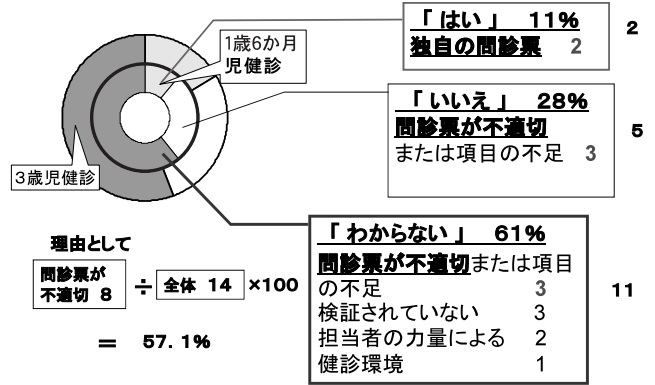 「 はい 」 11%
独自の問診票 2
2
1歳6か月
児健診
「 いいえ 」 28%
問診票が不適切
または項目の不足 3
5
3歳児健診
「 わからない 」 61%
問診票が不適切または項目
の不足 3
検証されていない 3
担当者の力量による 2
健診環境 1
11
理由として
問診票が
不適切 8
÷ 全体 14 ×100
= 57.1%